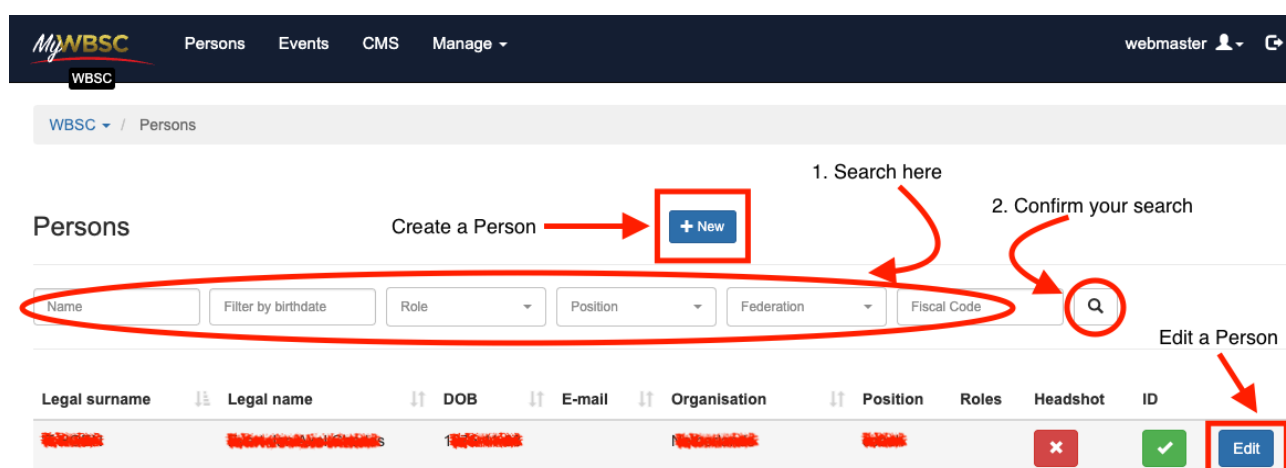 MyWBSC Persons Events CMS Manage webmaster
WBSC
WBSC / Persons
1. Search here
2. Confirm your search
Persons
Create a Person
+ New
Name Filter by birthdate Role Position Federation Fiscal Code
Edit a Person
Legal surname Legal name DOB E-mail Organisation Position Roles Headshot ID
Edit